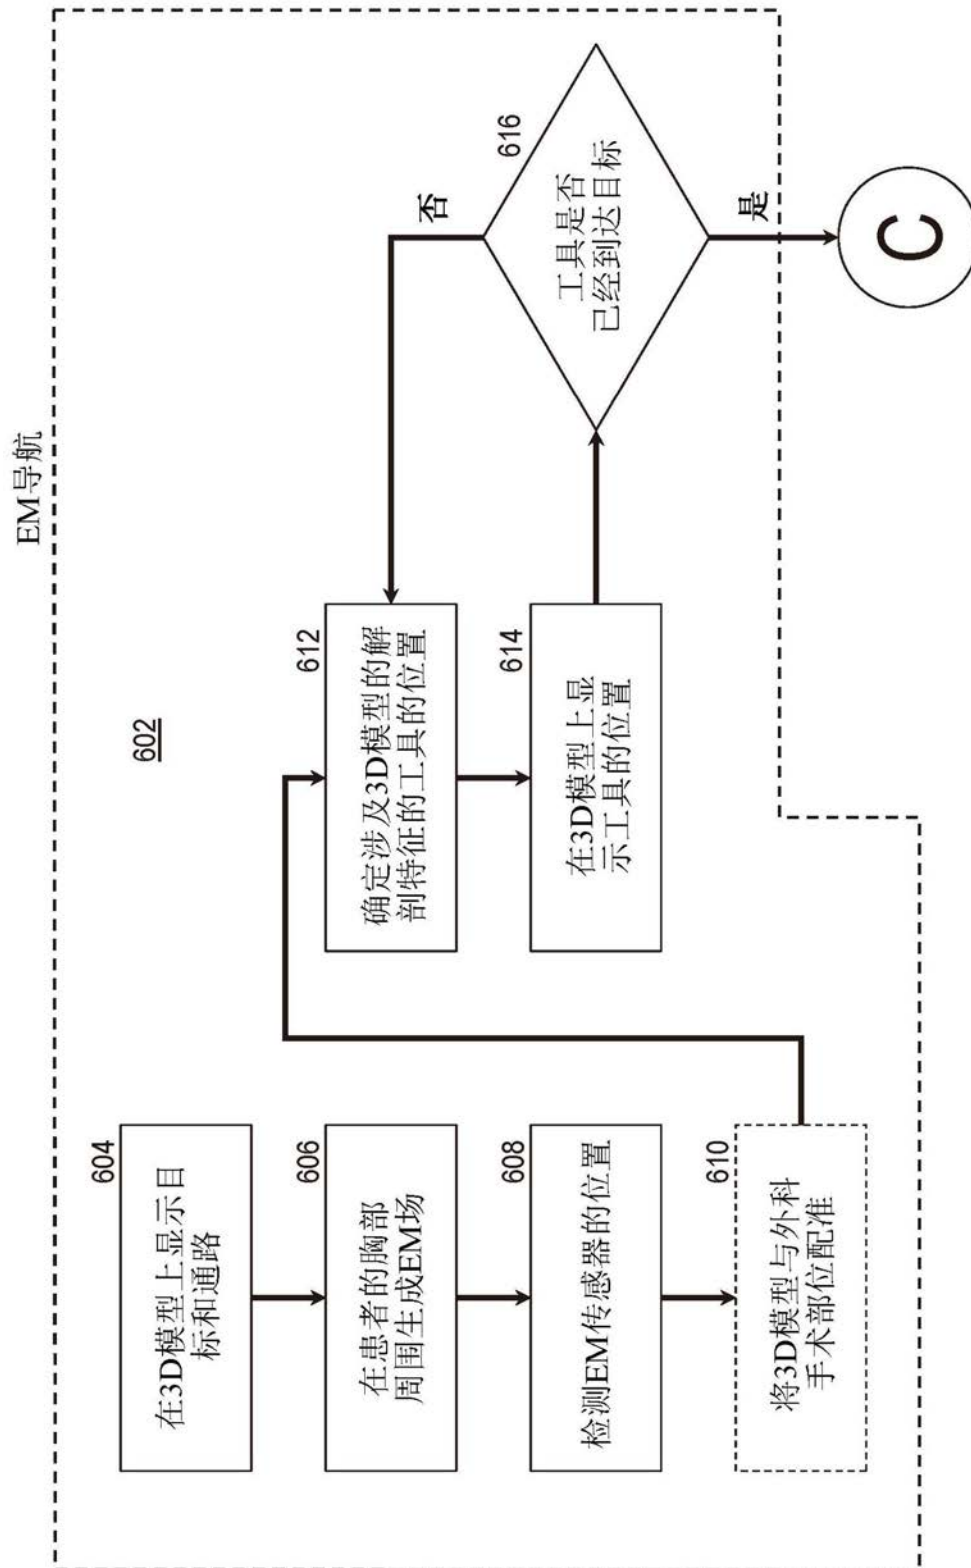 EM导航
602
604
在3D模型上显示目
标和通路
606
在患者的胸部
周围生成EM场
608
检测EM传感器的位置
610
将3D模型与外科
手术部位配准
612
确定涉及3D模型的解
剖特征的工具的位置
614
在3D模型上显
示工具的位置
616
工具是否
已经到达目标
否
是
C